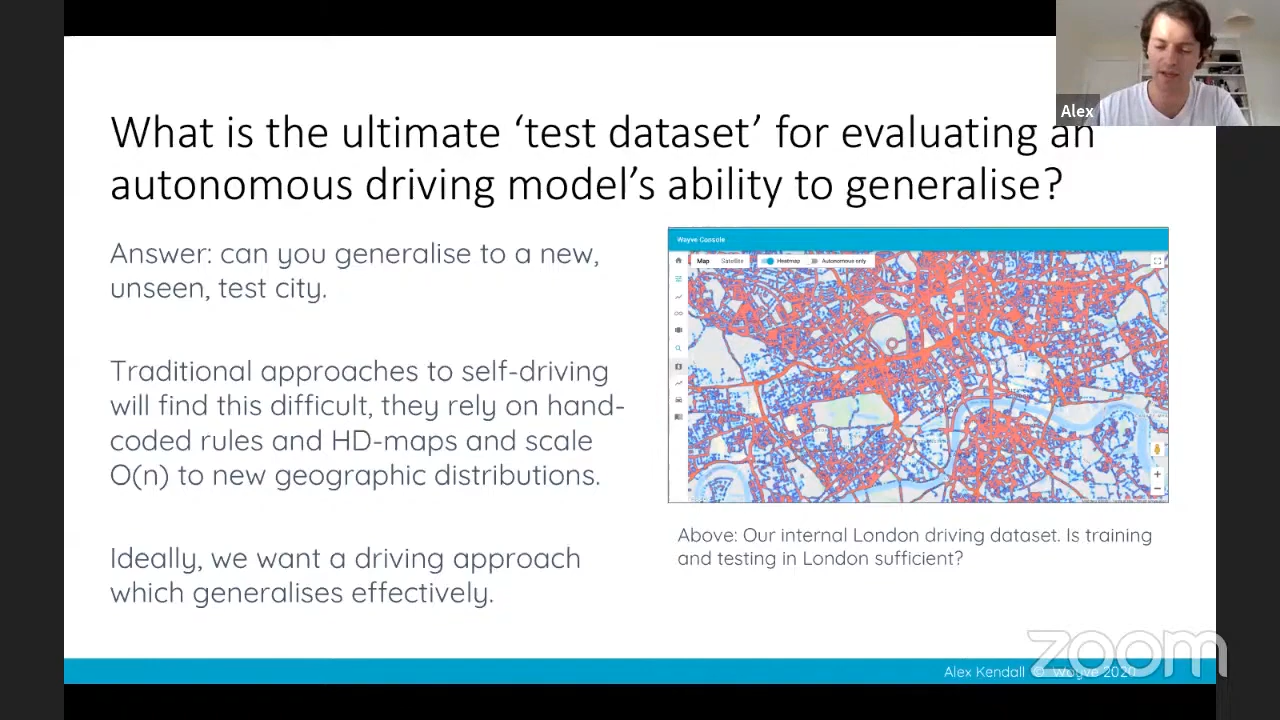 Alex
What is the ultimate ‘test dataset’ for evaluating an
autonomous driving model’s ability to generalise?
Answer: can you generalise to a new,
unseen, test city.
Traditional approaches to self-driving
will find this difficult, they rely on hand-
coded rules and HD-maps and scale
O(n) to new geographic distributions.
Ideally, we want a driving approach
which generalises effectively.
Wayve Console
Map Satellite Heatmap Autonomous only
Above: Our internal London driving dataset. Is training
and testing in London sufficient?
zoom
Alex Kendall © Wayve 2020